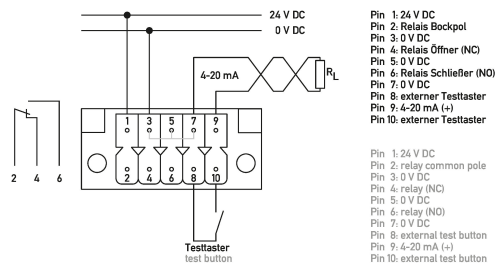 24 V DC
0 V DC
4-20 mA
RL
1 3 5 7 9
2 4 6 8 10
2 4 6
Testtaster
test button
Pin 1: 24 V DC
Pin 2: Relais Bockpol
Pin 3: 0 V DC
Pin 4: Relais Öffner (NC)
Pin 5: 0 V DC
Pin 6: Relais Schließer (NO)
Pin 7: 0 V DC
Pin 8: externer Testtaster
Pin 9: 4-20 mA (+)
Pin 10: externer Testtaster
Pin 1: 24 V DC
Pin 2: relay common pole
Pin 3: 0 V DC
Pin 4: relay (NC)
Pin 5: 0 V DC
Pin 6: relay (NO)
Pin 7: 0 V DC
Pin 8: external test button
Pin 9: 4-20 mA (+)
Pin 10: external test button